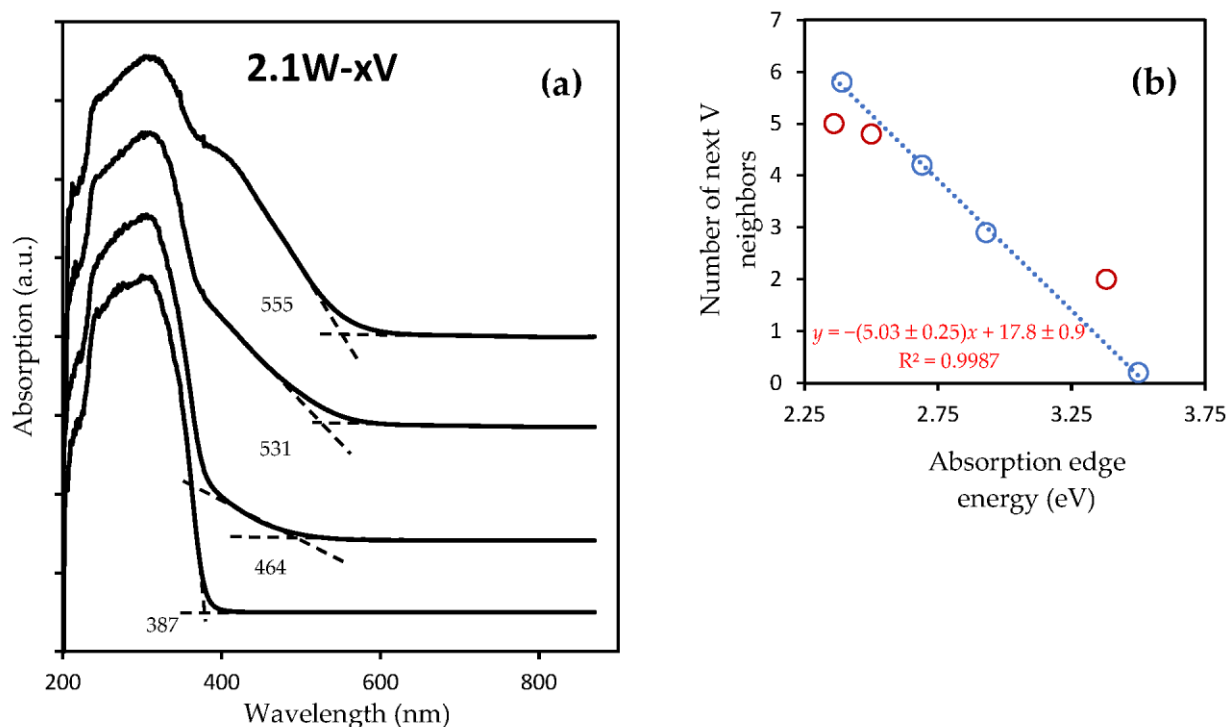 2.1W-xV
(a)
Absorption (a.u.)
555
531
464
387
200
400
600
800
Wavelength (nm)
(b)
Number of next V
neighbors
7
6
5
4
3
2
1
0
y = −(5.03 ± 0.25)x + 17.8 ± 0.9
R² = 0.9987
2.25
2.75
3.25
3.75
Absorption edge
energy (eV)